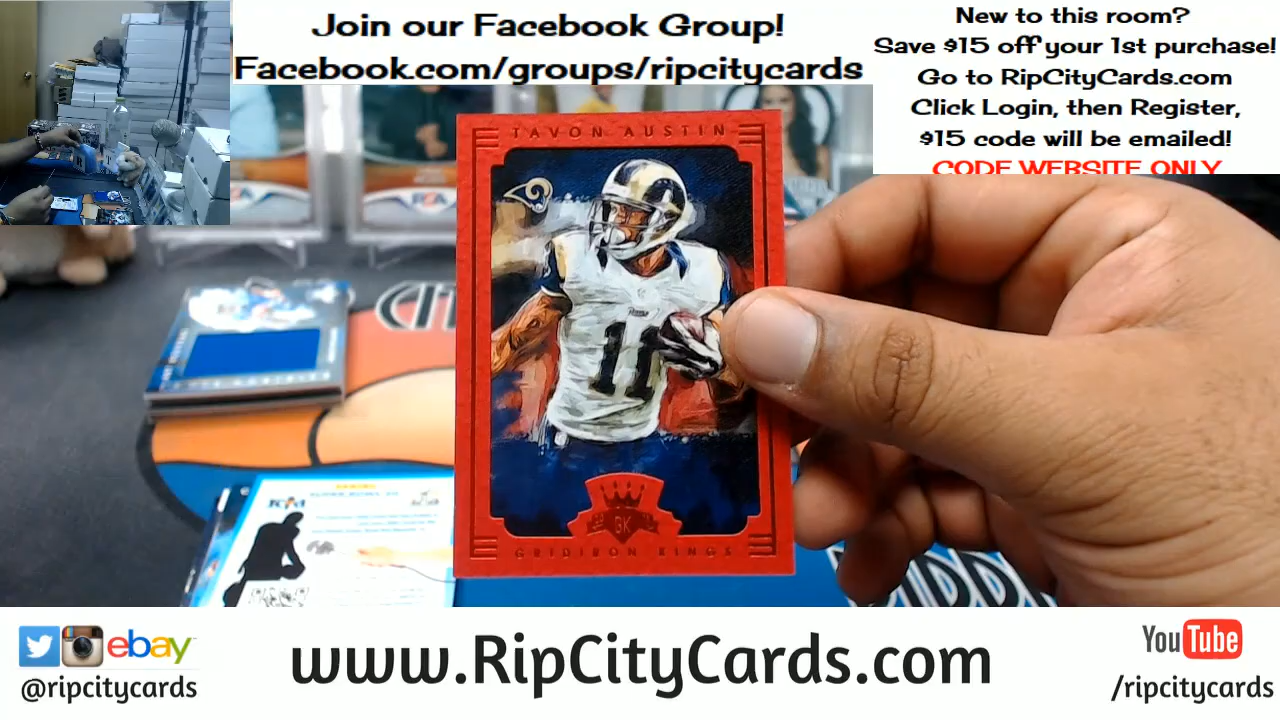 Join our Facebook Group!
Facebook.com/groups/ripcitycards
New to this room?
Save $15 off your 1st purchase!
Go to RipCityCards.com
Click Login, then Register,
$15 code will be emailed!
CODE WEBSITE ONLY
TAVON AUSTIN
11
GK
GRIDIRON KINGS
ebay
@ripcitycards
www.RipCityCards.com
YouTube
/ripcitycards